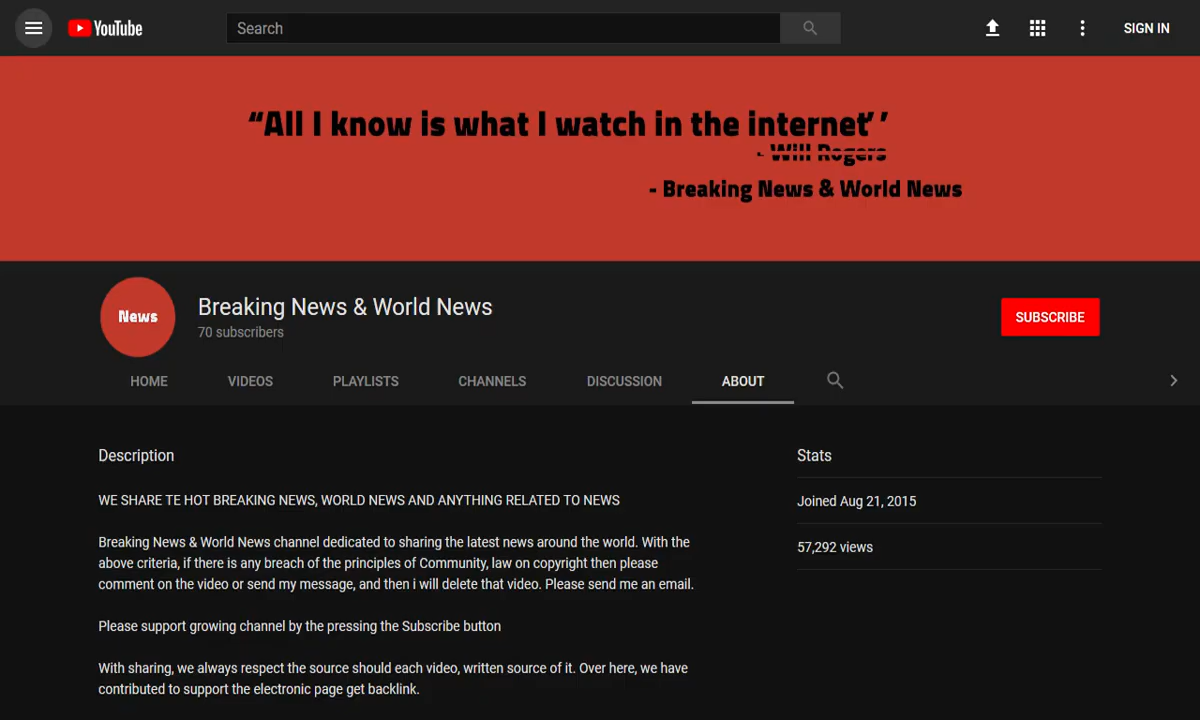 YouTube
Search
SIGN IN
“All I know is what I watch in the internet’’
- Will Rogers
- Breaking News & World News
News
Breaking News & World News
70 subscribers
SUBSCRIBE
HOME VIDEOS PLAYLISTS CHANNELS DISCUSSION ABOUT
Description
WE SHARE TE HOT BREAKING NEWS, WORLD NEWS AND ANYTHING RELATED TO NEWS
Breaking News & World News channel dedicated to sharing the latest news around the world. With the
above criteria, if there is any breach of the principles of Community, law on copyright then please
comment on the video or send my message, and then i will delete that video. Please send me an email.
Please support growing channel by the pressing the Subscribe button
With sharing, we always respect the source should each video, written source of it. Over here, we have
contributed to support the electronic page get backlink.
Stats
Joined Aug 21, 2015
57,292 views